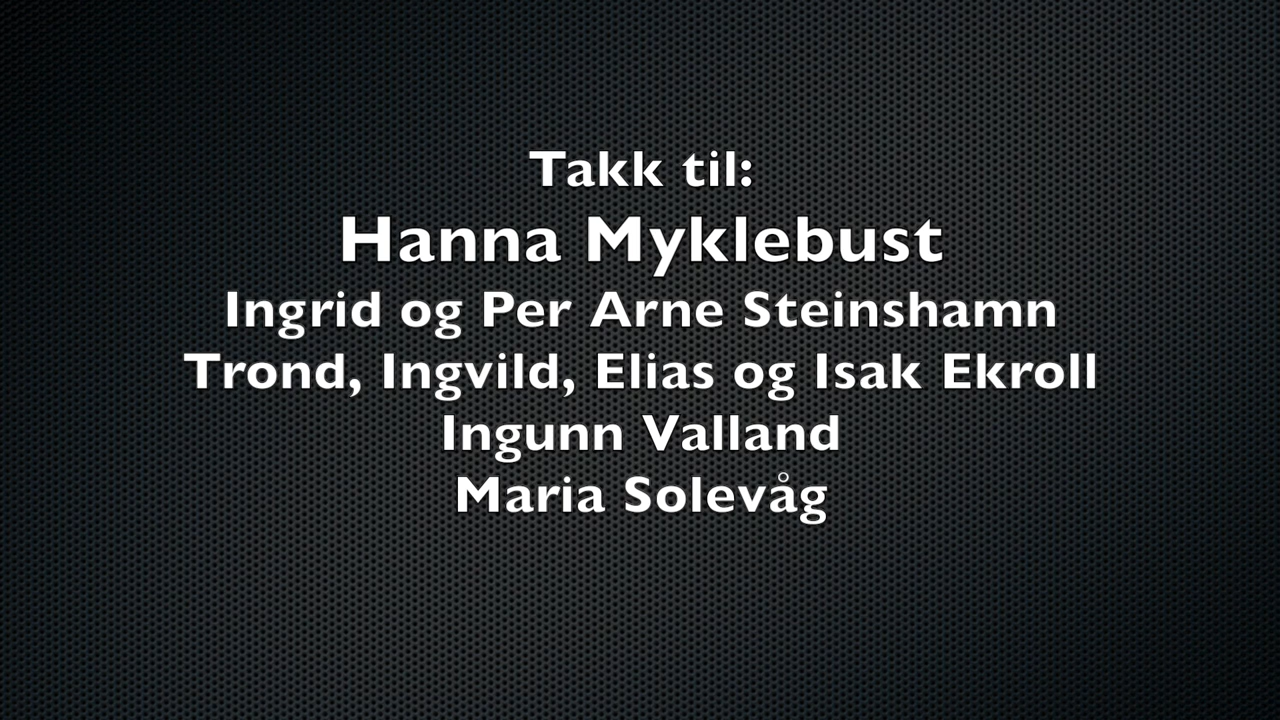 Takk til:
Hanna Myklebust
Ingrid og Per Arne Steinshamn
Trond, Ingvild, Elias og Isak Ekroll
Ingunn Valland
Maria Solevåg